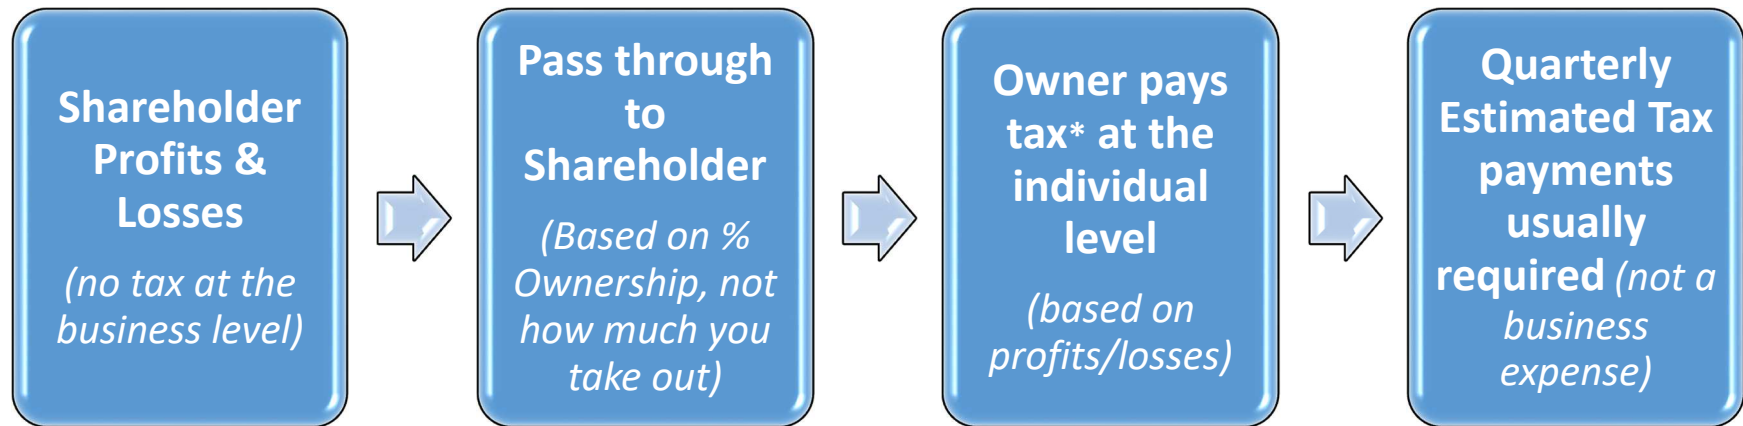 Shareholder
Profits &
Losses
(no tax at the
business level)
Pass through
to
Shareholder
(Based on %
Ownership, not
how much you
take out)
Owner pays
tax* at the
individual
level
(based on
profits/losses)
Quarterly
Estimated Tax
payments
usually
required (not a
business
expense)